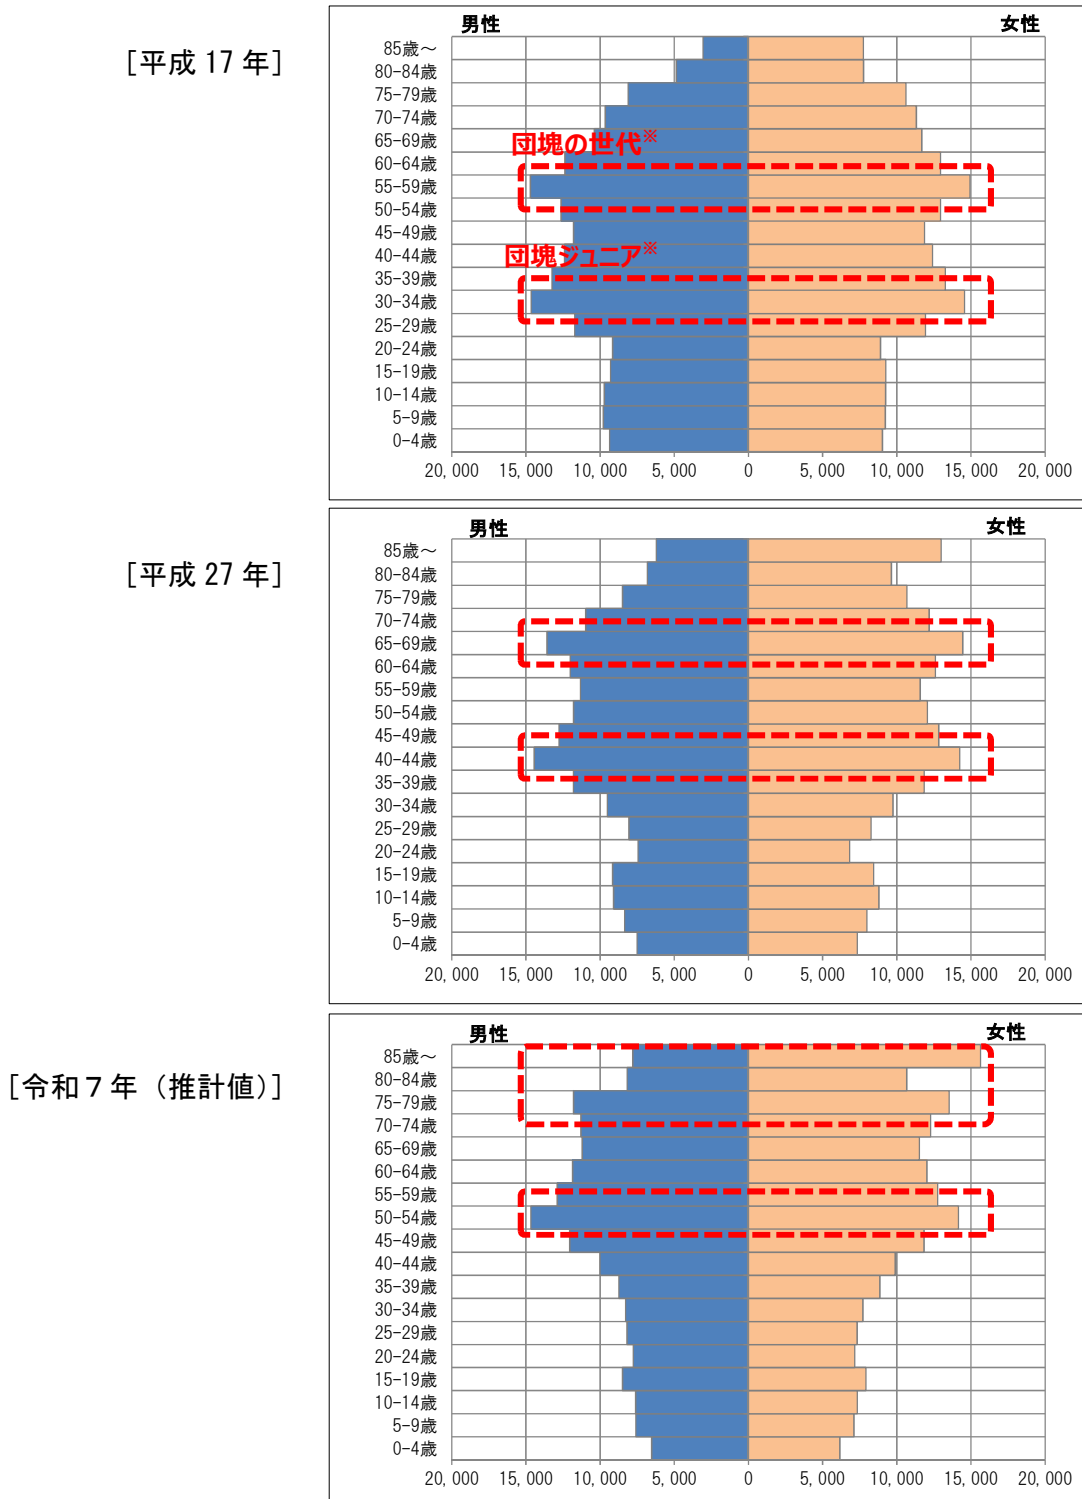 [平成 17 年]
男性 女性
85歳～
80-84歳
75-79歳
70-74歳
65-69歳
団塊の世代※
60-64歳
55-59歳
50-54歳
45-49歳
40-44歳
団塊ジュニア※
35-39歳
30-34歳
25-29歳
20-24歳
15-19歳
10-14歳
5-9歳
0-4歳
20,000 15,000 10,000 5,000 0 5,000 10,000 15,000 20,000
[平成 27 年]
男性 女性
85歳～
80-84歳
75-79歳
70-74歳
65-69歳
60-64歳
55-59歳
50-54歳
45-49歳
40-44歳
35-39歳
30-34歳
25-29歳
20-24歳
15-19歳
10-14歳
5-9歳
0-4歳
20,000 15,000 10,000 5,000 0 5,000 10,000 15,000 20,000
[令和７年（推計値）]
男性 女性
85歳～
80-84歳
75-79歳
70-74歳
65-69歳
60-64歳
55-59歳
50-54歳
45-49歳
40-44歳
35-39歳
30-34歳
25-29歳
20-24歳
15-19歳
10-14歳
5-9歳
0-4歳
20,000 15,000 10,000 5,000 0 5,000 10,000 15,000 20,000